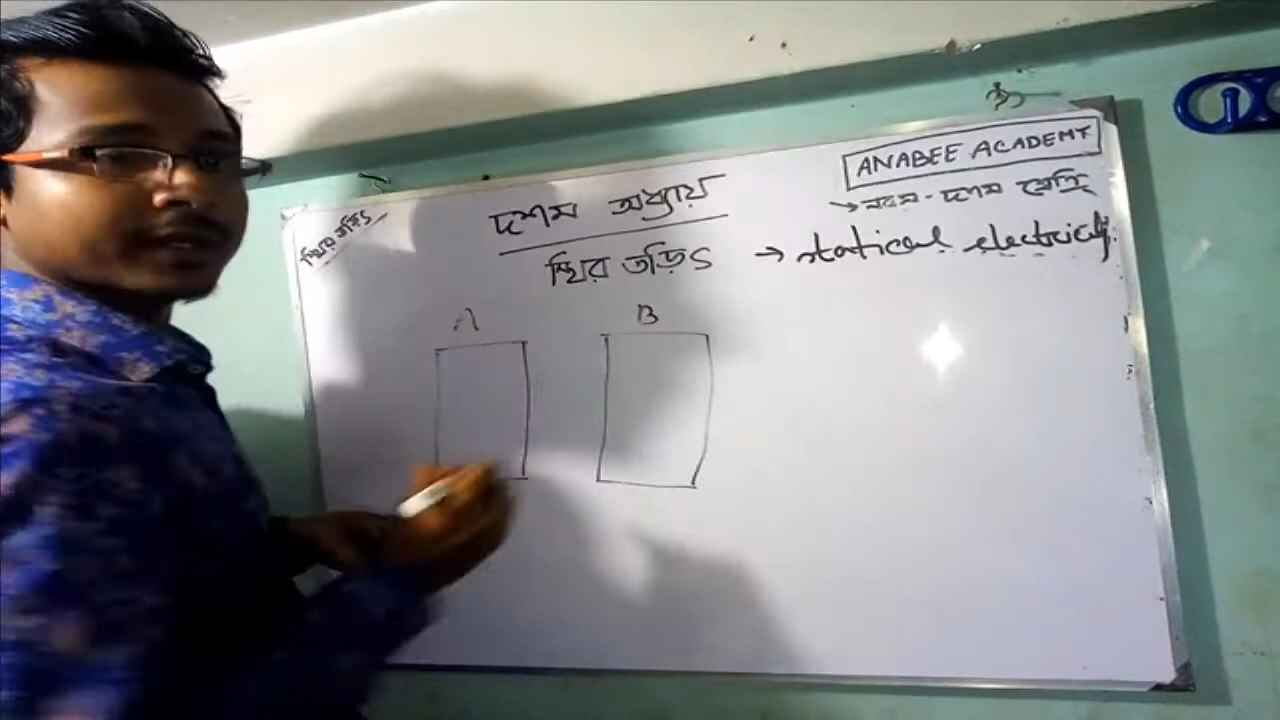 ANABEE ACADEMY
→ নবম-দশম শ্রেণি
স্থির তড়িৎ
দশম অধ্যায়
স্থির তড়িৎ → statical electricity.
A B